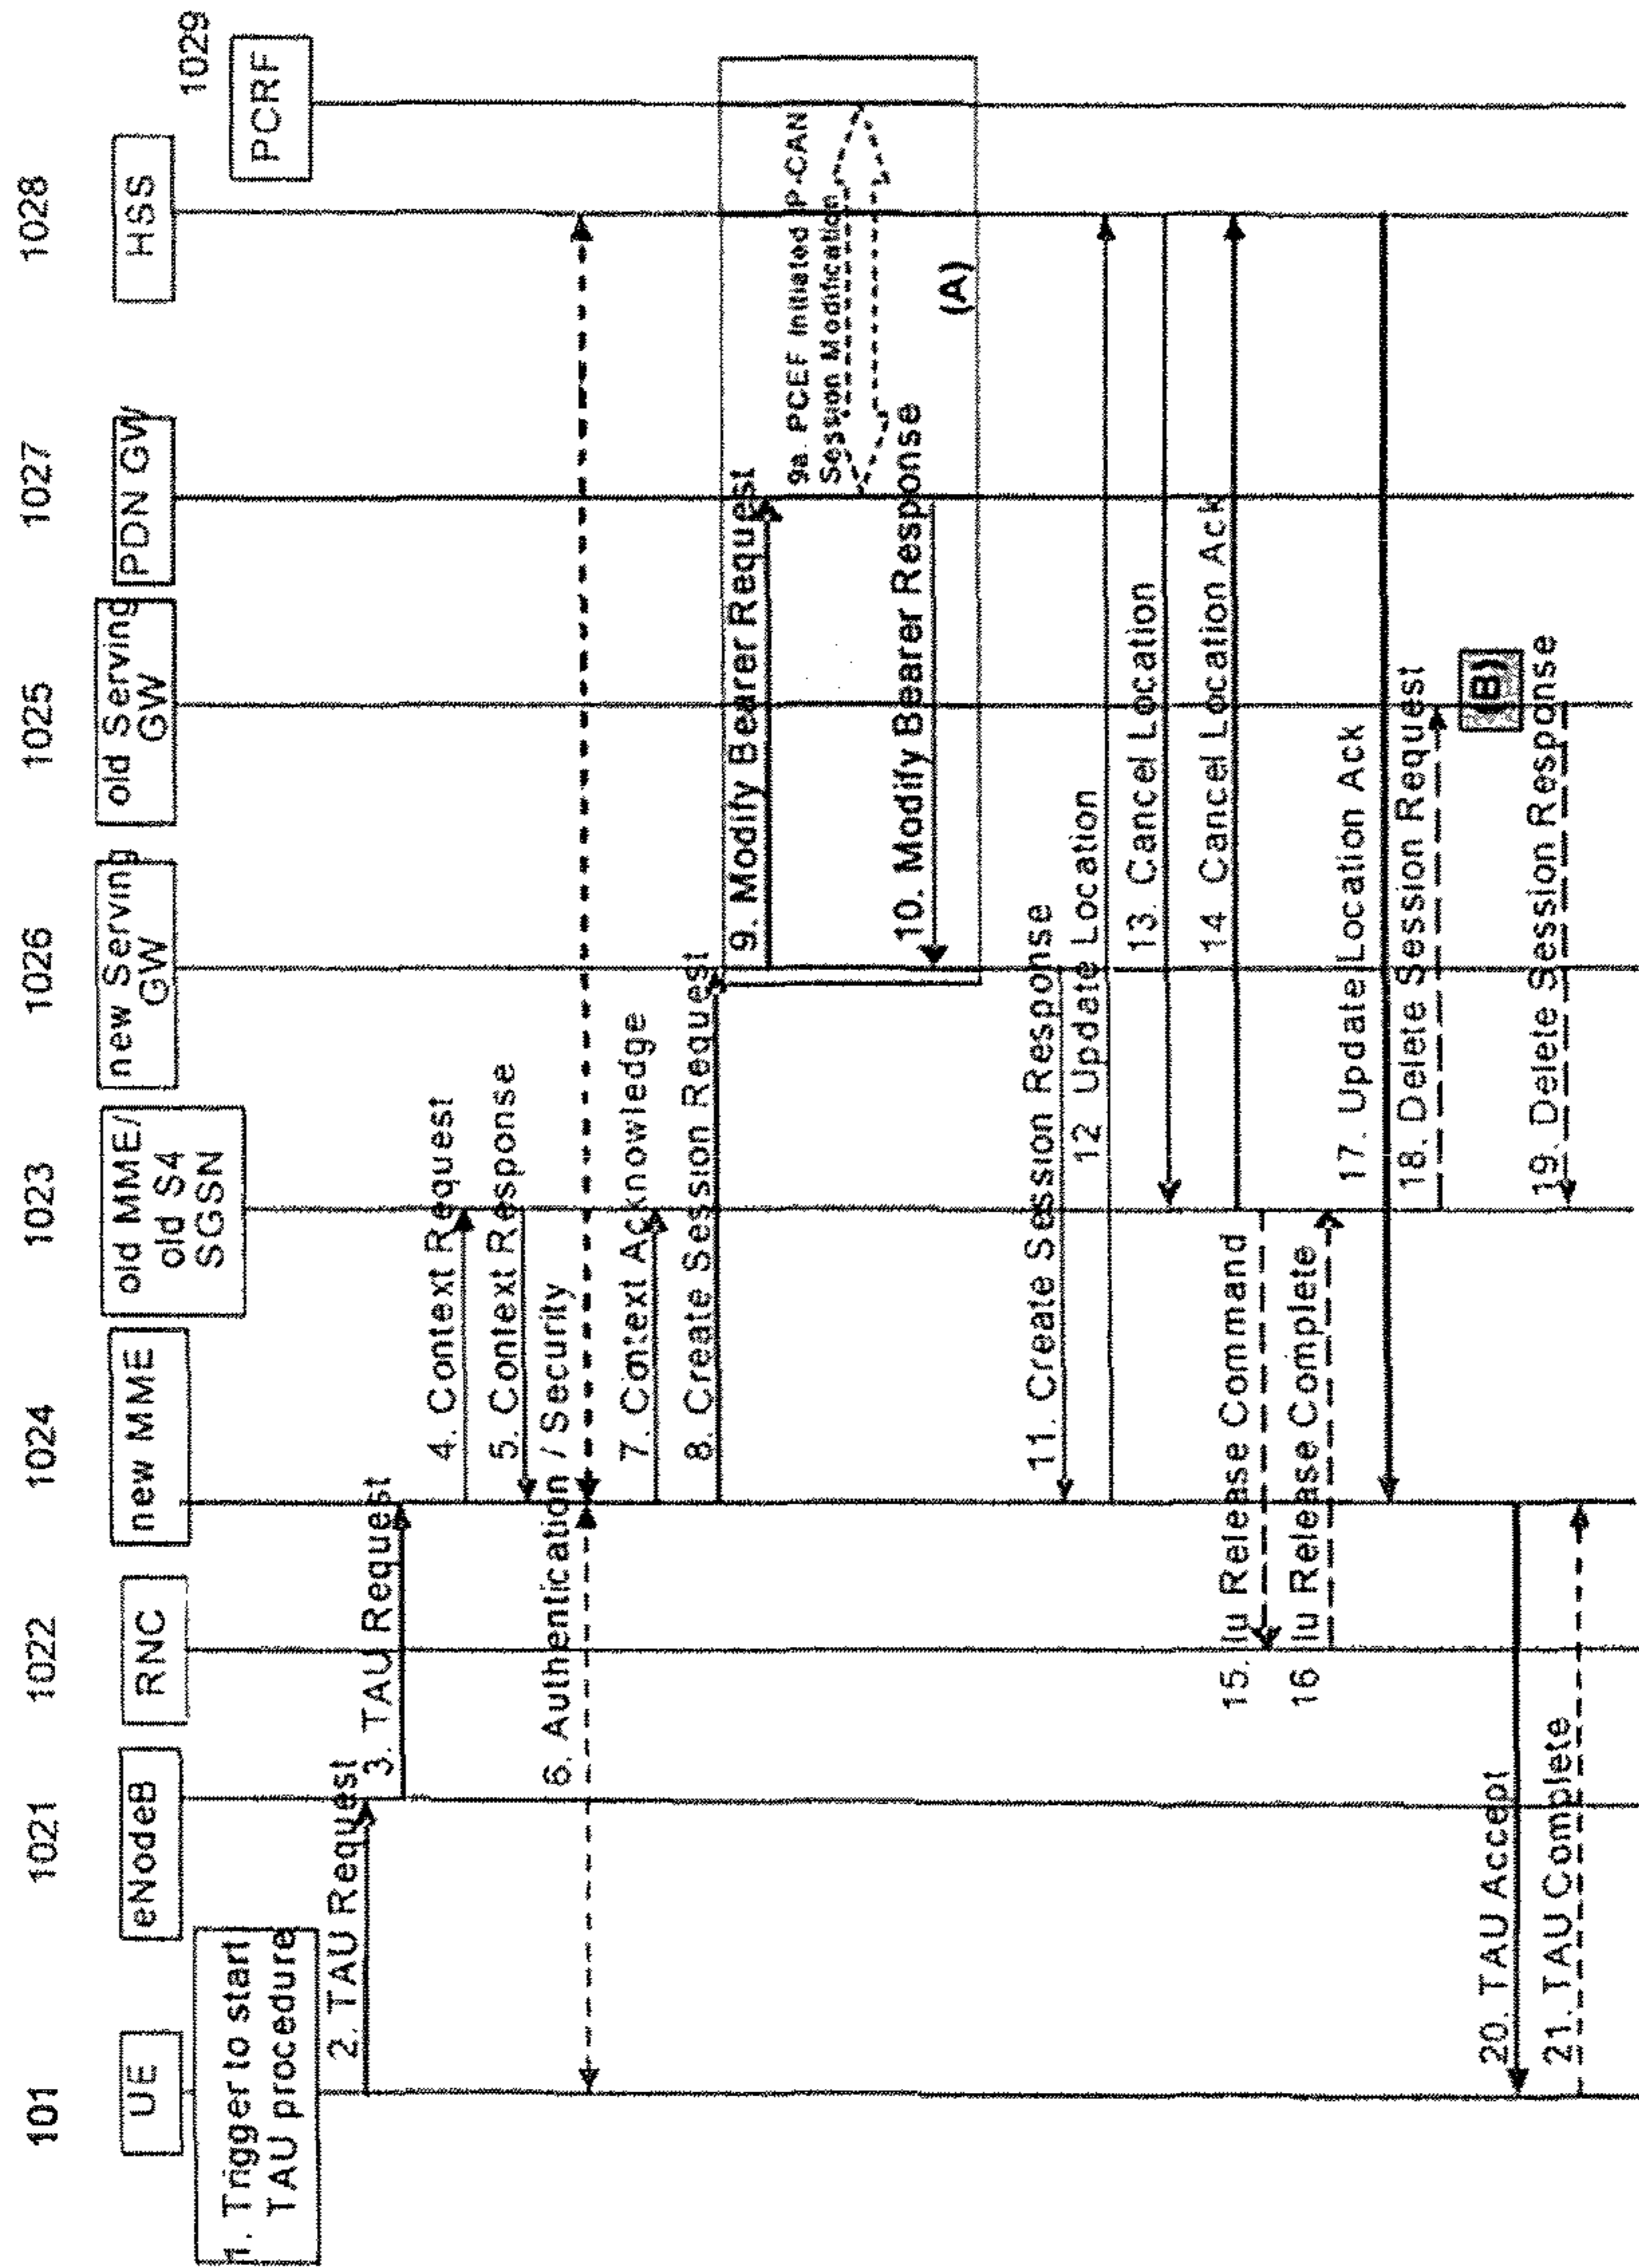 101
1021
1022
1024
1023
1026
1025
1027
1028
1029
UE
eNodeB
RNC
new MME
old MME/
old S4
SGSN
new Serving
GW
old Serving
GW
PDN GW
HSS
PCRF
1. Trigger to start
TAU procedure
2. TAU Request
3. TAU Request
4. Context Request
5. Context Response
6. Authentication / Security
7. Context Acknowledge
8. Create Session Request
9. Modify Bearer Request
9a. PCEF Initiated IP-CAN
Session Modification
10. Modify Bearer Response
(A)
11. Create Session Response
12 Update Location
13. Cancel Location
14 Cancel Location Ack
15. Iu Release Command
16 Iu Release Complete
17. Update Location Ack
18. Delete Session Request
(B)
19. Delete Session Response
20. TAU Accept
21. TAU Complete